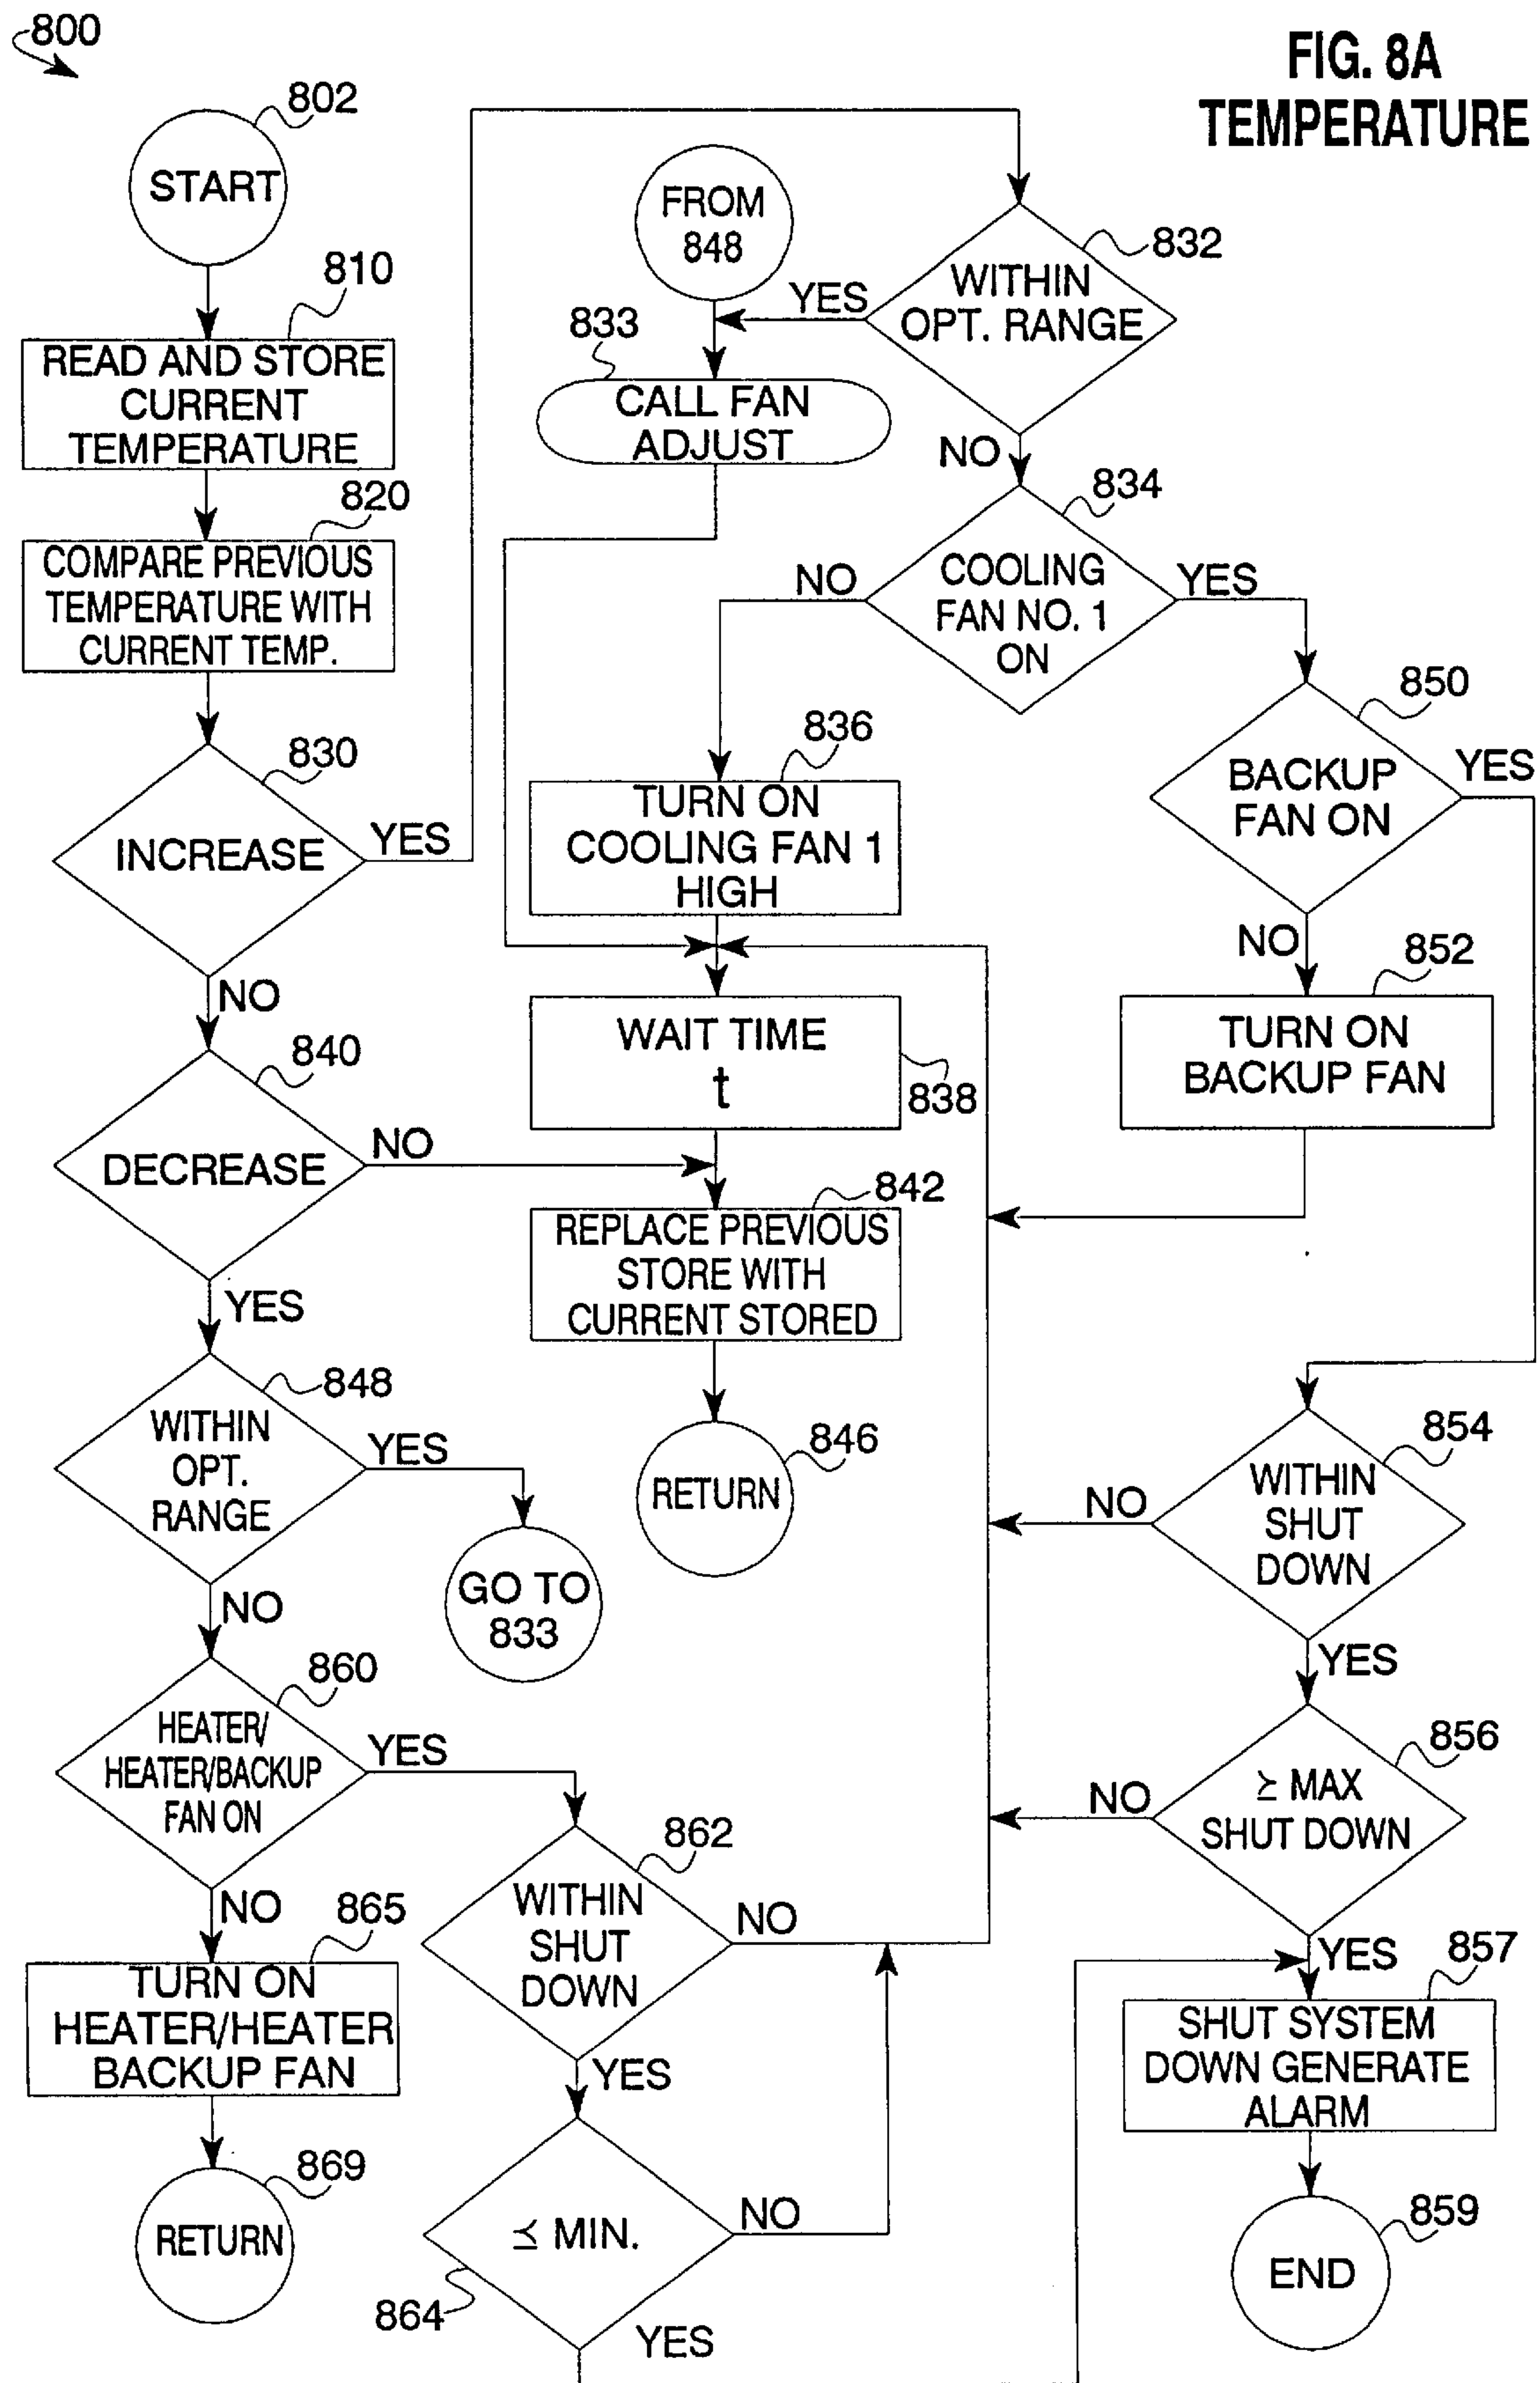 800
FIG. 8A
TEMPERATURE
802
START
810
READ AND STORE
CURRENT
TEMPERATURE
820
COMPARE PREVIOUS
TEMPERATURE WITH
CURRENT TEMP.
830
INCREASE
YES
NO
840
DECREASE
NO
YES
848
WITHIN
OPT.
RANGE
YES
GO TO
833
NO
860
HEATER/
HEATER/BACKUP
FAN ON
YES
NO
865
TURN ON
HEATER/HEATER
BACKUP FAN
869
RETURN
FROM
848
833
CALL FAN
ADJUST
YES
832
WITHIN
OPT. RANGE
NO
834
COOLING
FAN NO. 1
ON
NO
YES
836
TURN ON
COOLING FAN 1
HIGH
WAIT TIME
t
838
842
REPLACE PREVIOUS
STORE WITH
CURRENT STORED
846
RETURN
850
BACKUP
FAN ON
YES
NO
852
TURN ON
BACKUP FAN
854
WITHIN
SHUT
DOWN
NO
YES
856
≥ MAX
SHUT DOWN
NO
YES
857
SHUT SYSTEM
DOWN GENERATE
ALARM
859
END
862
WITHIN
SHUT
DOWN
NO
YES
≤ MIN.
NO
864
YES